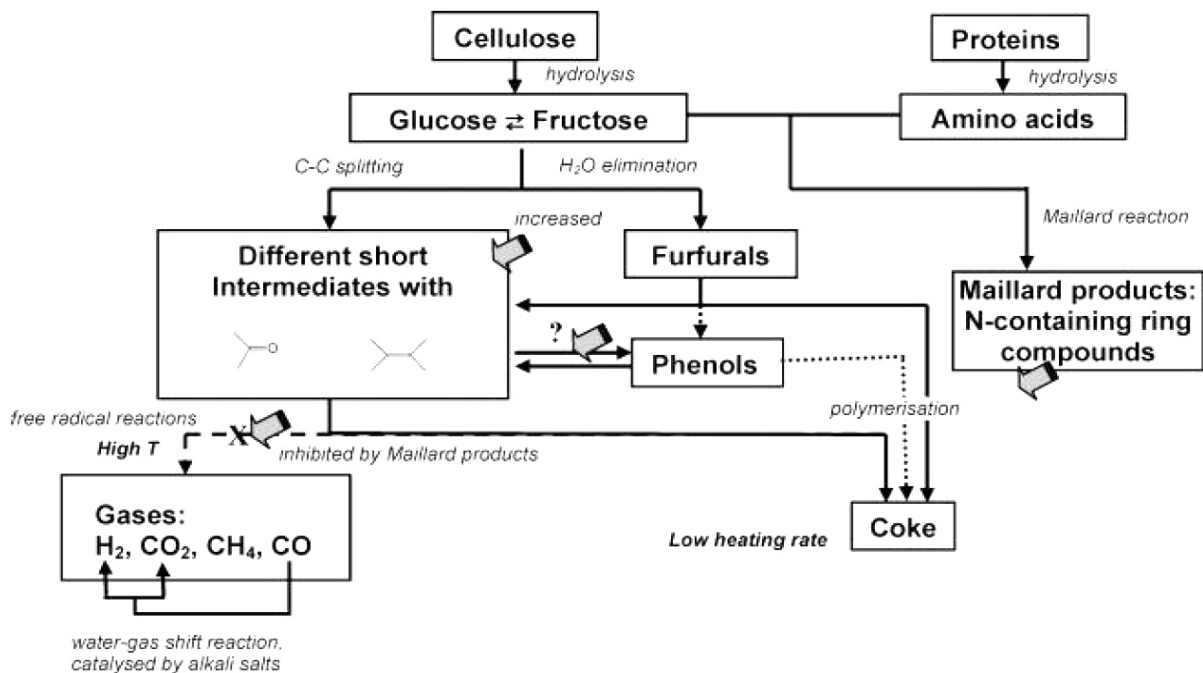 Cellulose
Proteins
hydrolysis
hydrolysis
Glucose ⇄ Fructose
Amino acids
C-C splitting
H₂O elimination
increased
Maillard reaction
Different short
Intermediates with
Furfurals
Maillard products:
N-containing ring
compounds
O
?
Phenols
polymerisation
free radical reactions
X
High T
inhibited by Maillard products
Gases:
H₂, CO₂, CH₄, CO
Coke
Low heating rate
water-gas shift reaction,
catalysed by alkali salts